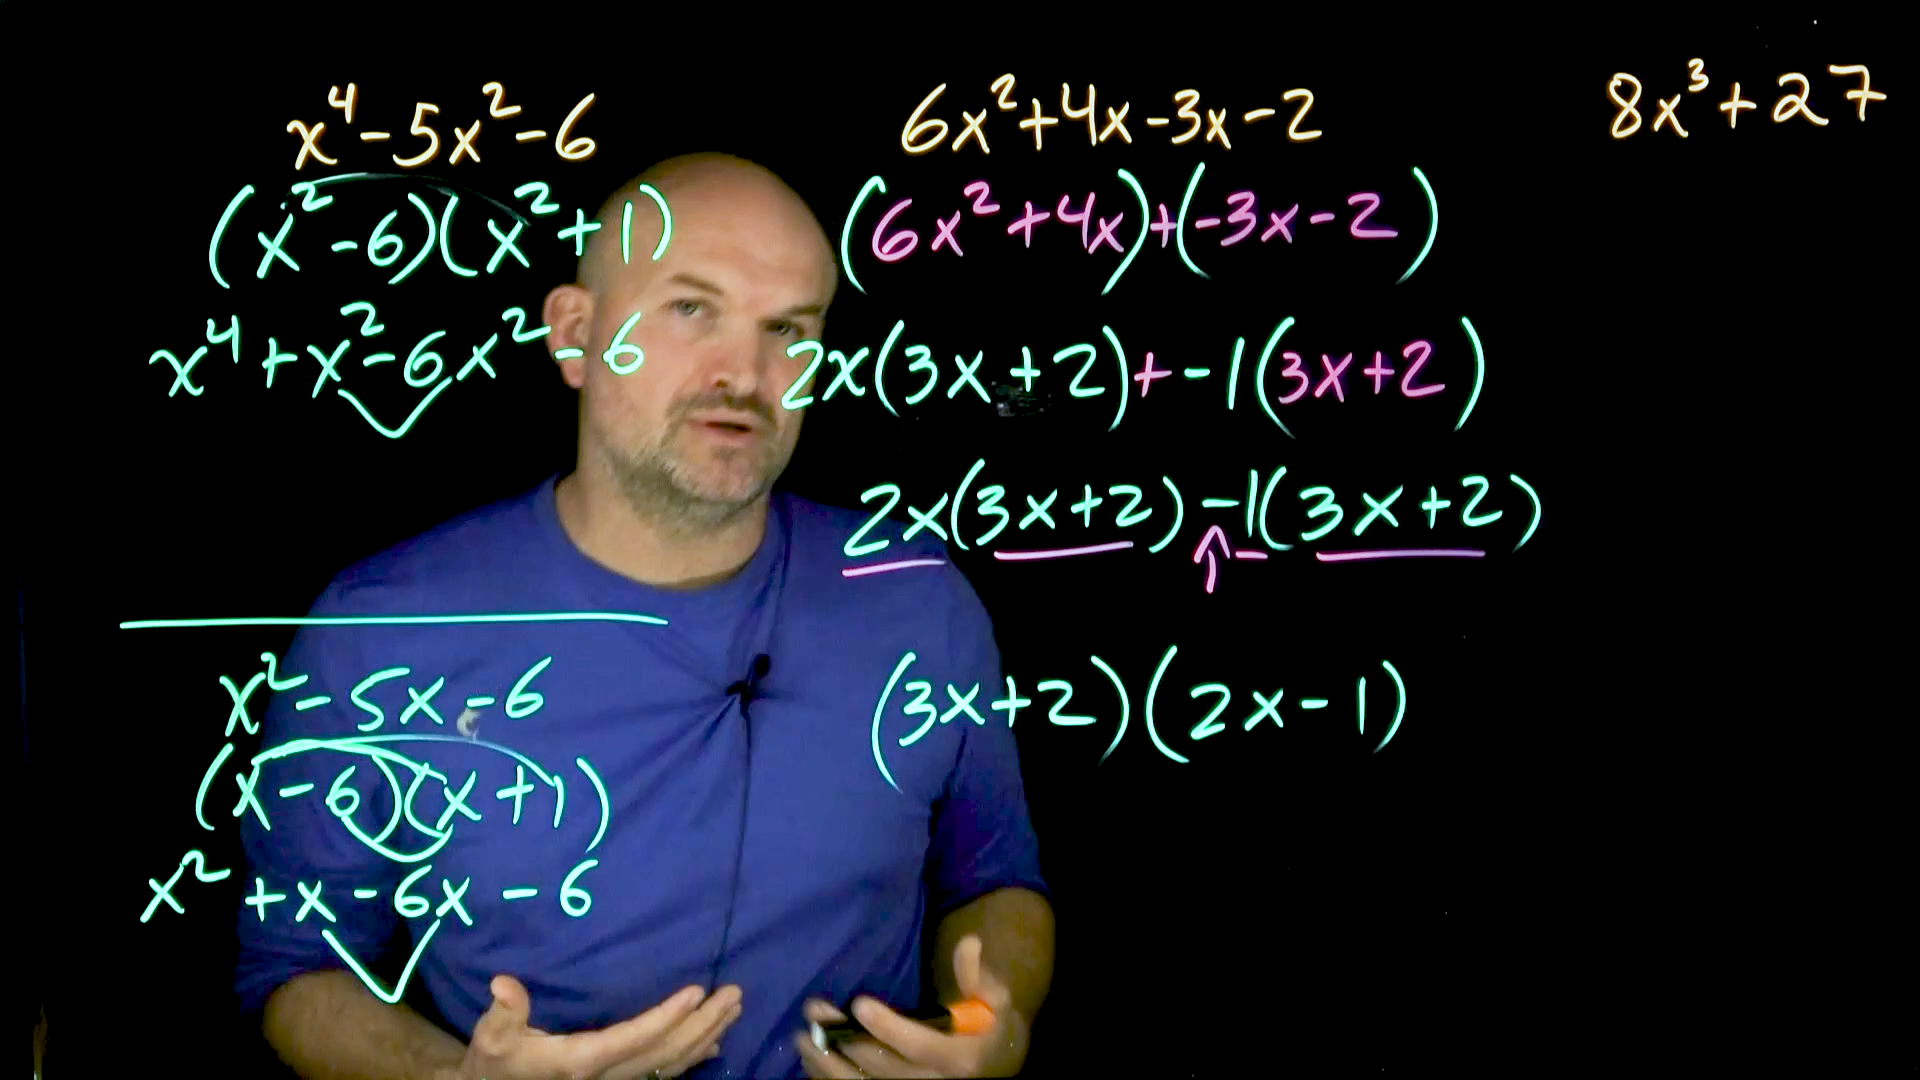 x⁴-5x²-6
(x²-6)(x²+1)
x⁴+x²-6x²-6
x²-5x-6
(x-6)(x+1)
x²+x-6x-6
6x²+4x-3x-2
(6x²+4x)+(-3x-2)
2x(3x+2)+-1(3x+2)
2x(3x+2)-1(3x+2)
(3x+2)(2x-1)
8x³+27